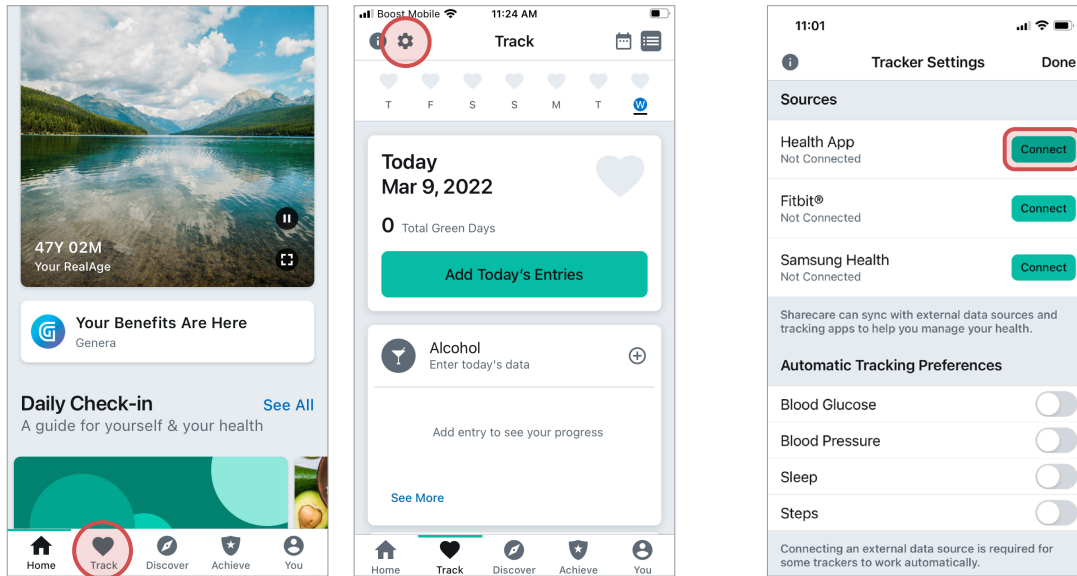 47Y 02M
Your RealAge
G
Your Benefits Are Here
Genera
Daily Check-in
See All
A guide for yourself & your health
Home
Track
Discover
Achieve
You
Boost Mobile
11:24 AM
i
Track
T
F
S
S
M
T
W
Today
Mar 9, 2022
0 Total Green Days
Add Today's Entries
Alcohol
Enter today's data
Add entry to see your progress
See More
Home
Track
Discover
Achieve
You
11:01
i
Tracker Settings
Done
Sources
Health App
Not Connected
Connect
Fitbit®
Not Connected
Connect
Samsung Health
Not Connected
Connect
Sharecare can sync with external data sources and
tracking apps to help you manage your health.
Automatic Tracking Preferences
Blood Glucose
Blood Pressure
Sleep
Steps
Connecting an external data source is required for
some trackers to work automatically.